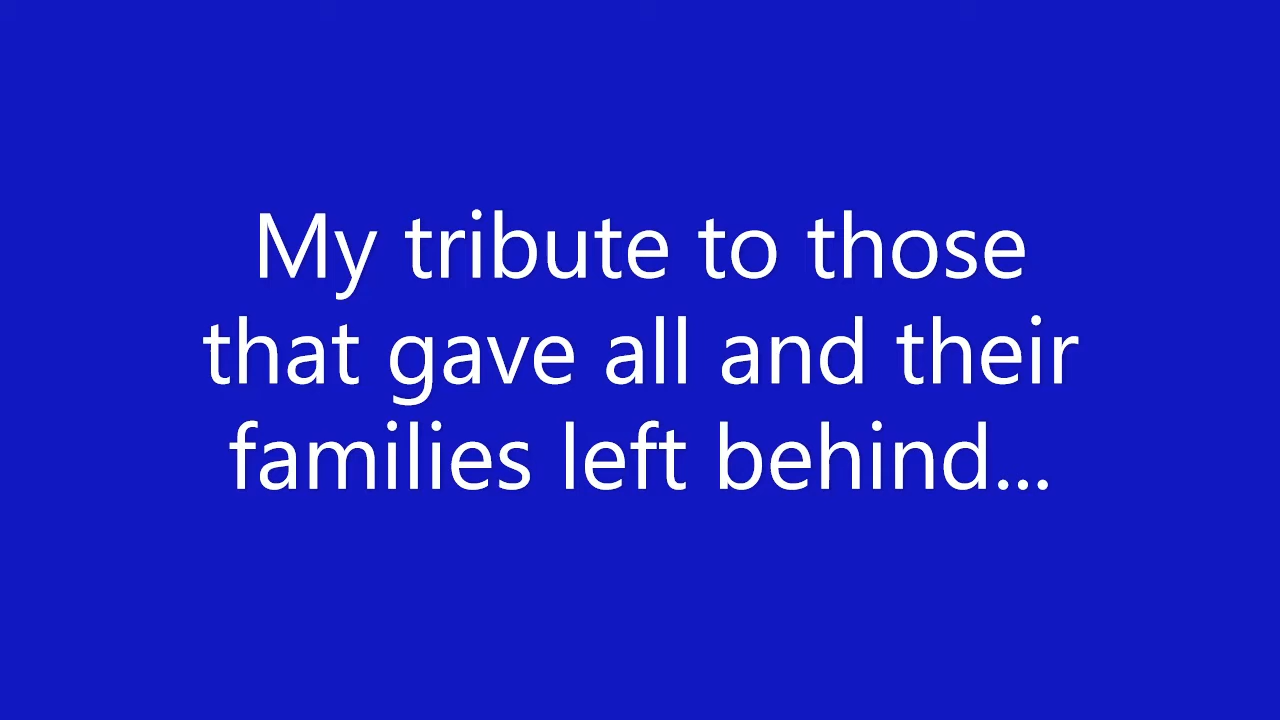 My tribute to those
that gave all and their
families left behind...